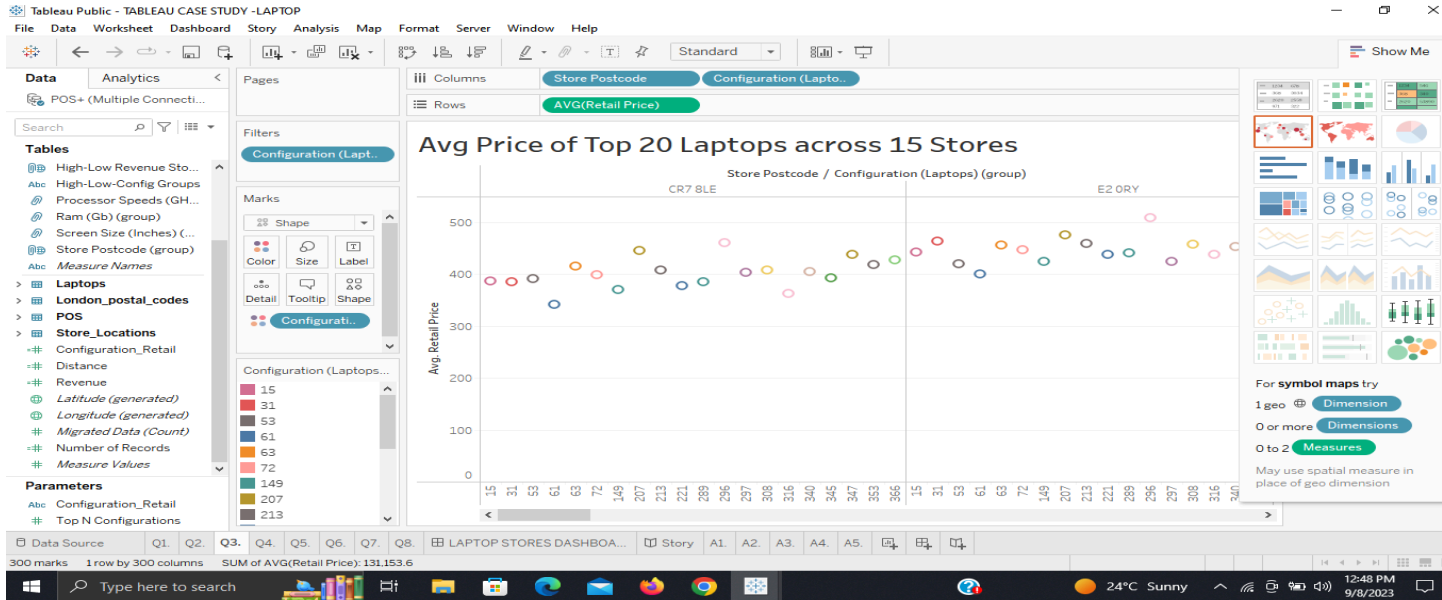 Tableau Public - TABLEAU CASE STUDY -LAPTOP
File Data Worksheet Dashboard Story Analysis Map Format Server Window Help
Standard
Show Me
Data Analytics
POS+ (Multiple Connecti...
Search
Tables
High-Low Revenue Sto...
Abc High-Low-Config Groups
Processor Speeds (GH...
Ram (Gb) (group)
Screen Size (Inches) (...
Store Postcode (group)
Abc Measure Names
Laptops
London_postal_codes
POS
Store_Locations
Configuration_Retail
Distance
Revenue
Latitude (generated)
Longitude (generated)
Migrated Data (Count)
Number of Records
Measure Values
Parameters
Abc Configuration_Retail
Top N Configurations
Pages
Filters
Configuration (Lapt..
Marks
Shape
Color Size Label
Detail Tooltip Shape
Configurati..
Configuration (Laptops...
15
31
53
61
63
72
149
207
213
Columns Store Postcode Configuration (Lapto..
Rows AVG(Retail Price)
Avg Price of Top 20 Laptops across 15 Stores
Store Postcode / Configuration (Laptops) (group)
CR7 8LE E2 0RY
Avg. Retail Price
500
400
300
200
100
0
15 31 53 61 63 72 149 207 213 221 289 296 297 308 316 340 345 347 353 366 15 31 53 61 63 72 149 207 213 221 289 296 297 308 316 340
For symbol maps try
1 geo Dimension
0 or more Dimensions
0 to 2 Measures
May use spatial measure in
place of geo dimension
Data Source Q1. Q2. Q3. Q4. Q5. Q6. Q7. Q8. LAPTOP STORES DASHBOA... Story A1. A2. A3. A4. A5.
300 marks 1 row by 300 columns SUM of AVG(Retail Price): 131,153.6
Type here to search
24°C Sunny
12:48 PM
9/8/2023